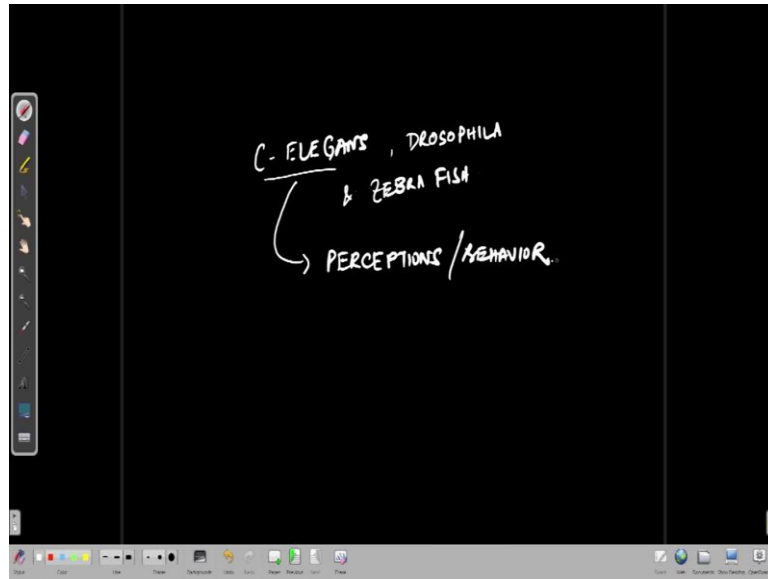 C- ELEGANS , DROSOPHILA
& ZEBRA FISH
PERCEPTIONS / BEHAVIOR.